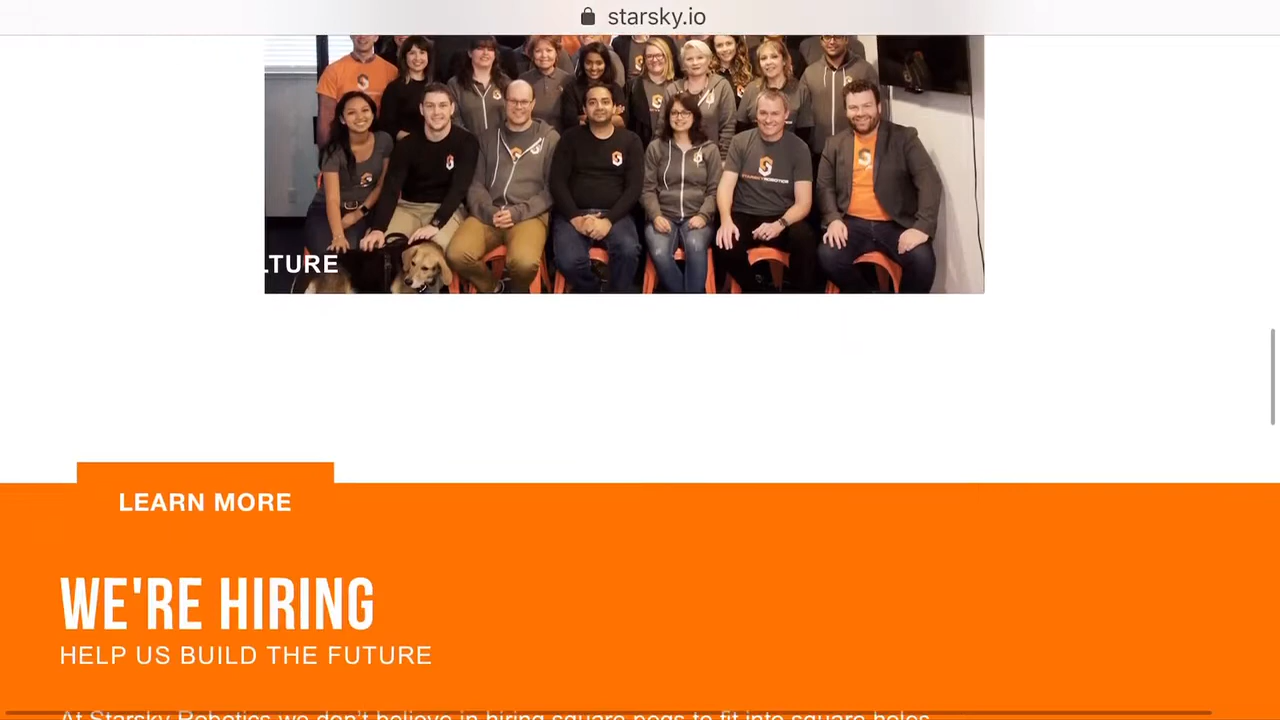 starsky.io
LTURE
LEARN MORE
WE'RE HIRING
HELP US BUILD THE FUTURE
At Starsky Robotics we don't believe in hiring square pegs to fit into square holes